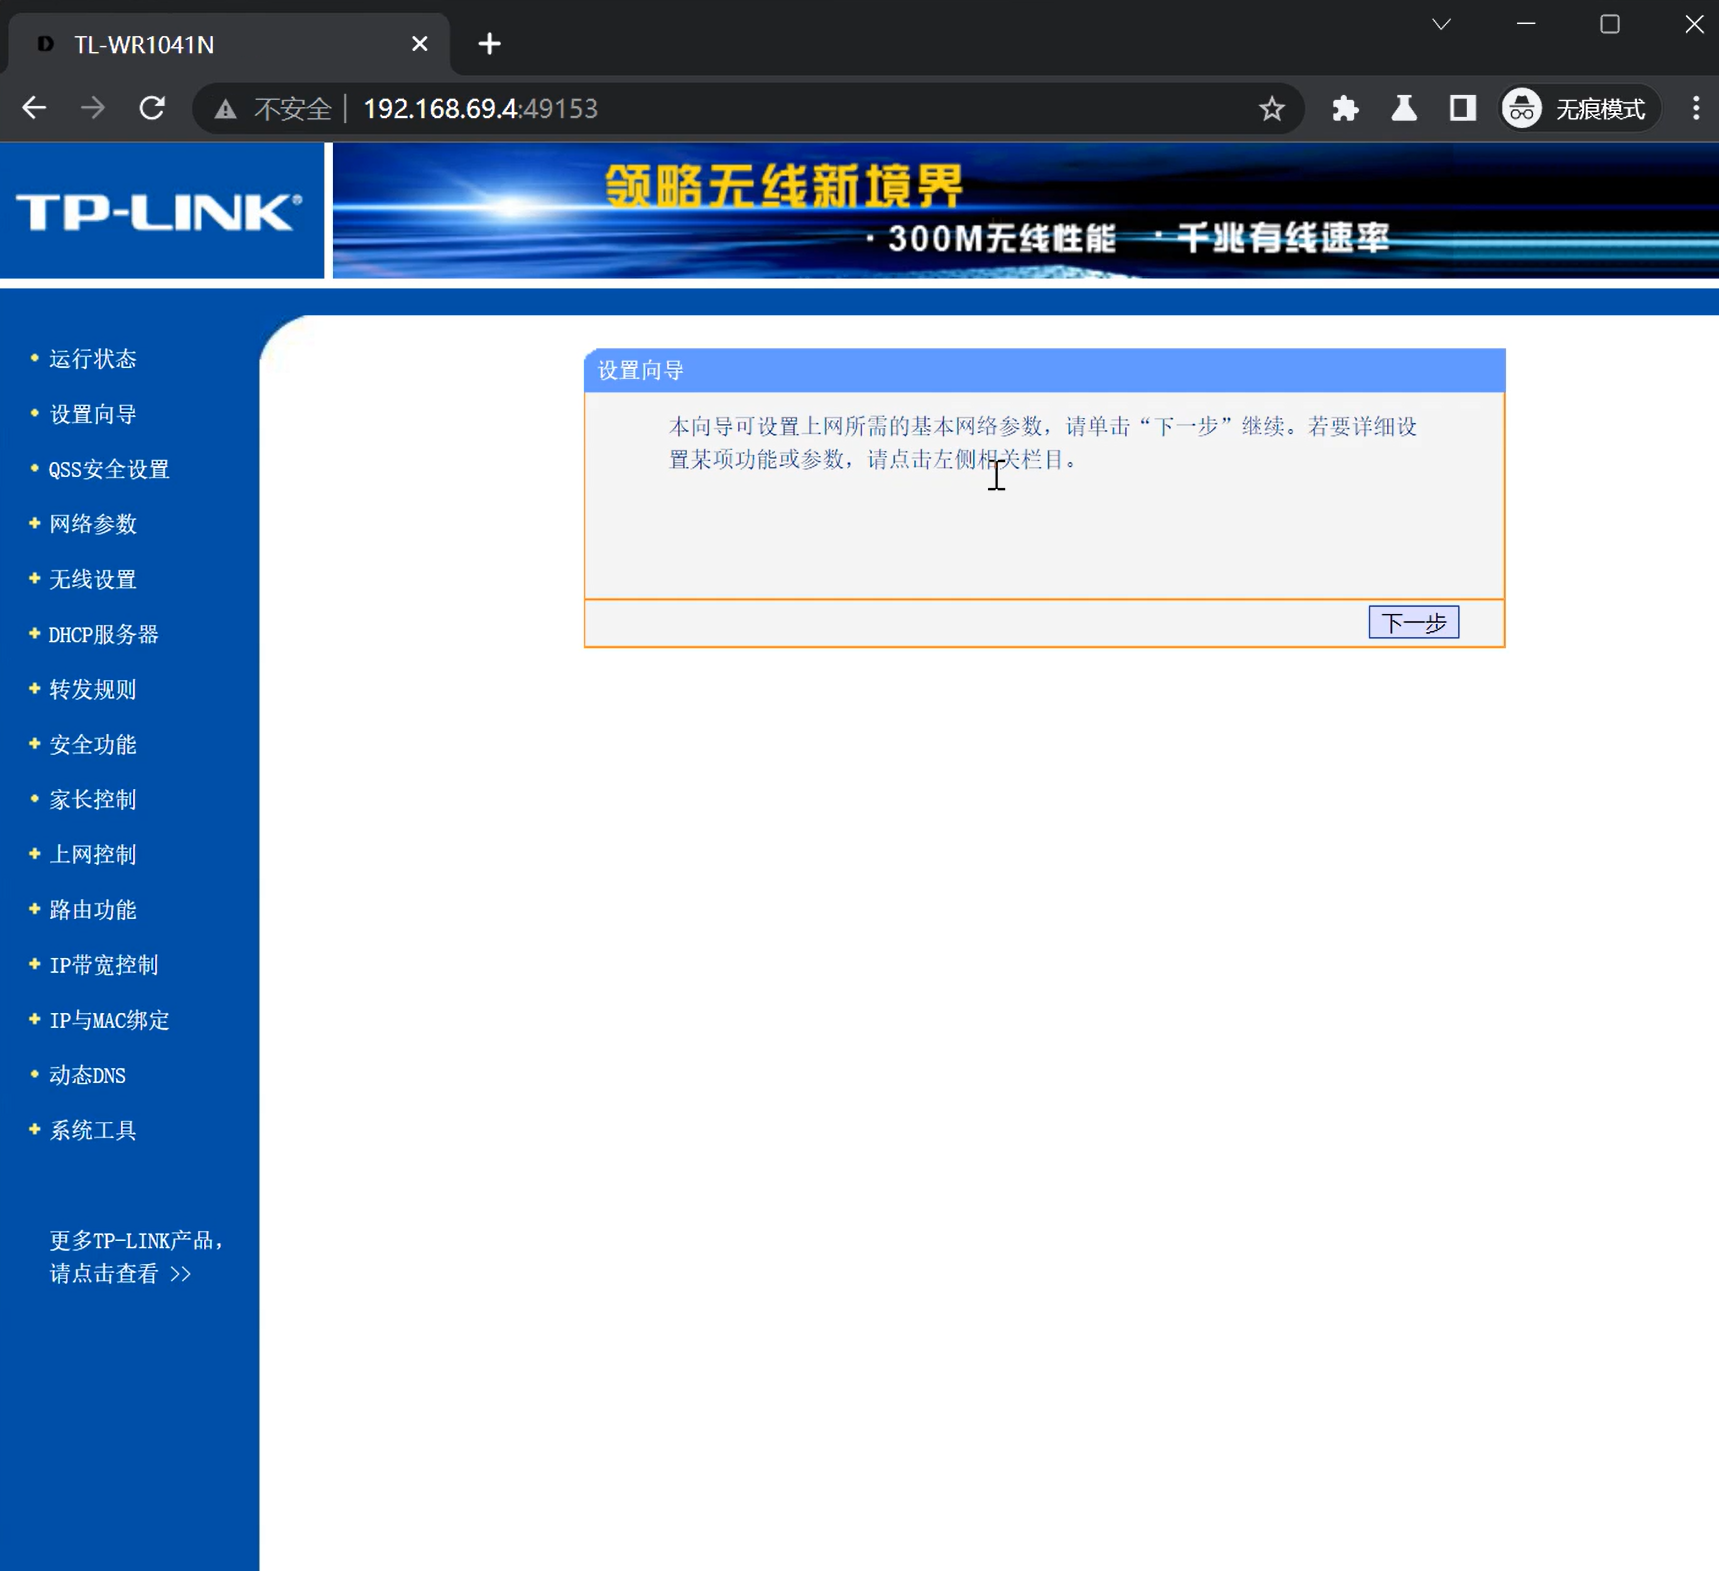 TL-WR1041N
不安全 192.168.69.4:49153 无痕模式
TP-LINK®
领略无线新境界
·300M无线性能 ·千兆有线速率
运行状态
设置向导
QSS安全设置
网络参数
无线设置
DHCP服务器
转发规则
安全功能
家长控制
上网控制
路由功能
IP带宽控制
IP与MAC绑定
动态DNS
系统工具
更多TP-LINK产品，
请点击查看 >>
设置向导
本向导可设置上网所需的基本网络参数，请单击“下一步”继续。若要详细设
置某项功能或参数，请点击左侧相关栏目。
下一步